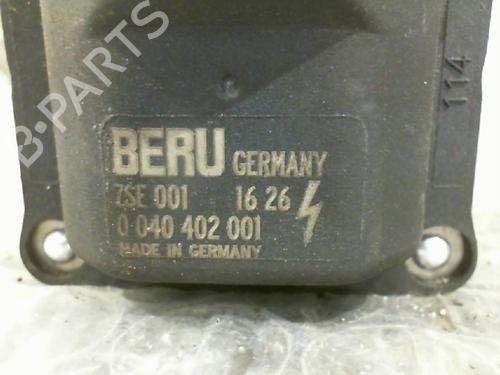 B-PARTS
114
BERU GERMANY
ZSE 001 16 26
0 040 402 001
MADE IN GERMANY